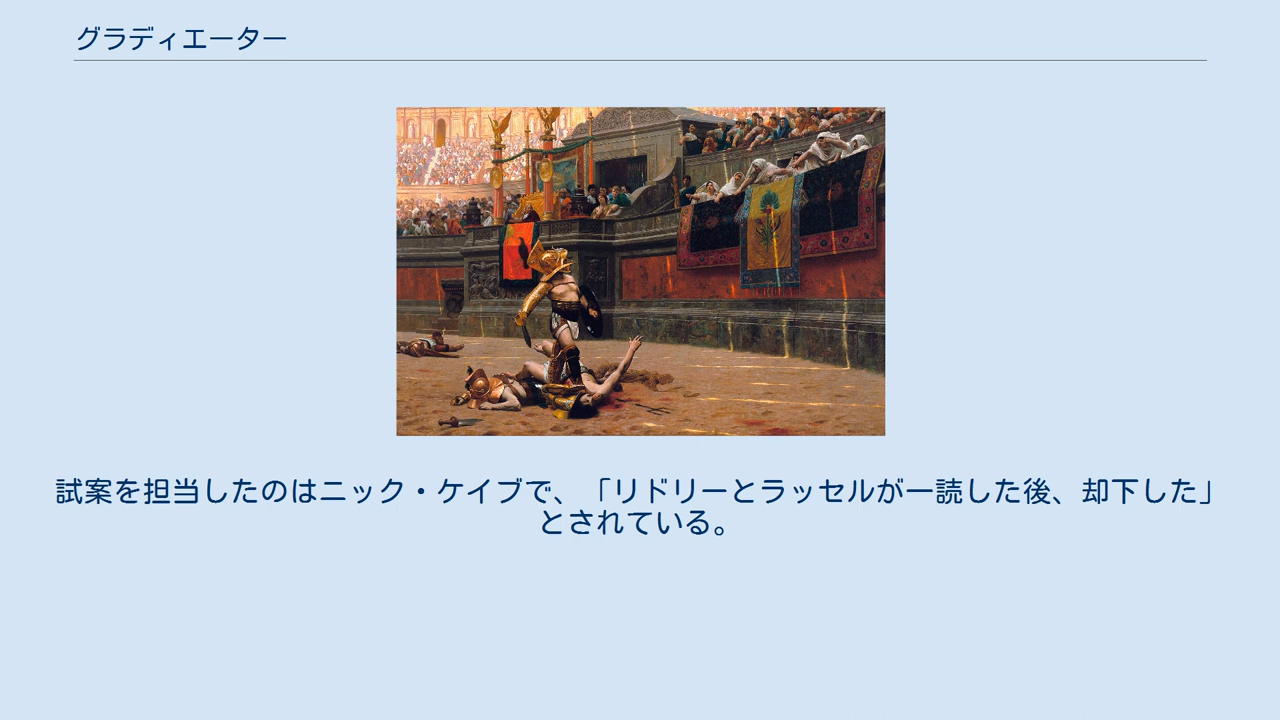 グラディエーター
試案を担当したのはニック・ケイブで、「リドリーとラッセルが一読した後、却下した」
とされている。